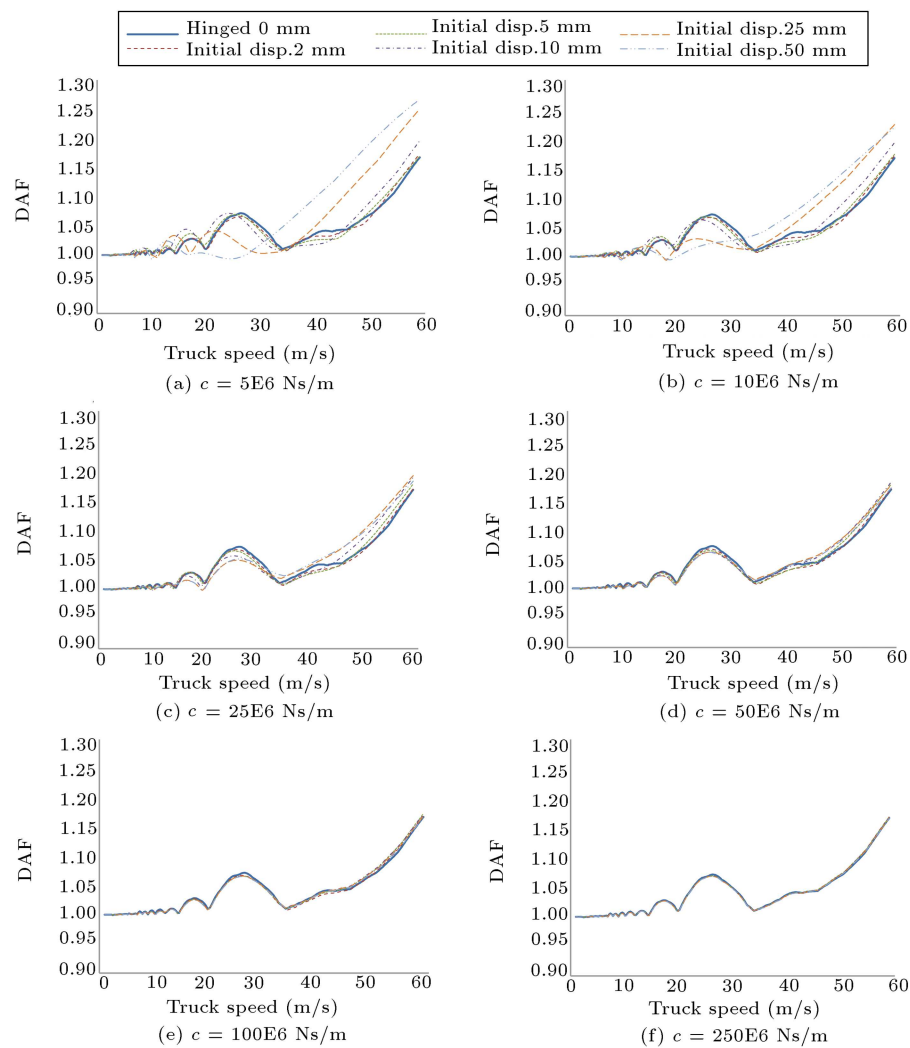 Hinged 0 mm
Initial disp.2 mm
Initial disp.5 mm
Initial disp.10 mm
Initial disp.25 mm
Initial disp.50 mm
DAF
1.30
1.25
1.20
1.15
1.10
1.05
1.00
0.95
0.90
0 10 20 30 40 50 60
Truck speed (m/s)
(a) c = 5E6 Ns/m
DAF
1.30
1.25
1.20
1.15
1.10
1.05
1.00
0.95
0.90
0 10 20 30 40 50 60
Truck speed (m/s)
(b) c = 10E6 Ns/m
DAF
1.30
1.25
1.20
1.15
1.10
1.05
1.00
0.95
0.90
0 10 20 30 40 50 60
Truck speed (m/s)
(c) c = 25E6 Ns/m
DAF
1.30
1.25
1.20
1.15
1.10
1.05
1.00
0.95
0.90
0 10 20 30 40 50 60
Truck speed (m/s)
(d) c = 50E6 Ns/m
DAF
1.30
1.25
1.20
1.15
1.10
1.05
1.00
0.95
0.90
0 10 20 30 40 50 60
Truck speed (m/s)
(e) c = 100E6 Ns/m
DAF
1.30
1.25
1.20
1.15
1.10
1.05
1.00
0.95
0.90
0 10 20 30 40 50 60
Truck speed (m/s)
(f) c = 250E6 Ns/m